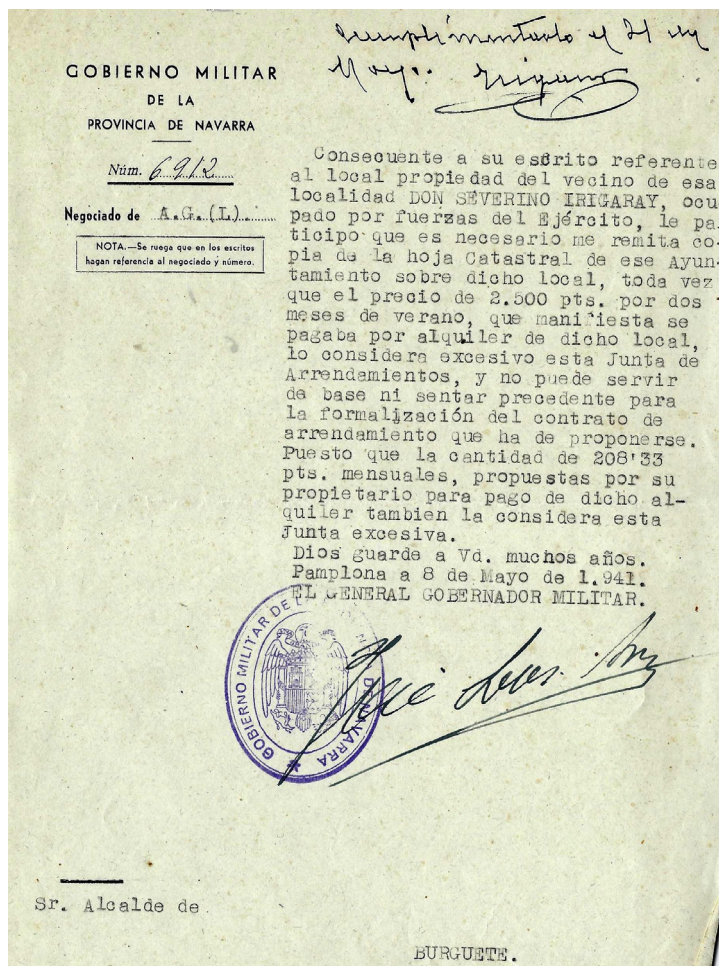 cumplimentado el 21 de
Mayo.
GOBIERNO MILITAR
DE LA
PROVINCIA DE NAVARRA
Núm. 6912
Negociado de A.G.(L).
NOTA.—Se ruega que en los escritos
hagan referencia al negociado y número.
Consecuente a su escrito referente
al local propiedad del vecino de esa
localidad DON SEVERINO IRIGARAY, ocu
pado por fuerzas del Ejército, le pa
ticipo que es necesario me remita co-
pia de la hoja Catastral de ese Ayun-
tamiento sobre dicho local, toda vez
que el precio de 2.500 pts. por dos
meses de verano, que manifiesta se
pagaba por alquiler de dicho local,
lo considera excesivo esta Junta de
Arrendamientos, y no puede servir
de base ni sentar precedente para
la formalización del contrato de
arrendamiento que ha de proponerse.
Puesto que la cantidad de 208'33
pts. mensuales, propuestas por su
propietario para pago de dicho al-
quiler tambien la considera esta
Junta excesiva.
Dios guarde a Vd. muchos años.
Pamplona a 8 de Mayo de 1.941.
EL GENERAL GOBERNADOR MILITAR.
GOBIERNO MILITAR DE NAVARRA
Sr. Alcalde de
BURGUETE.